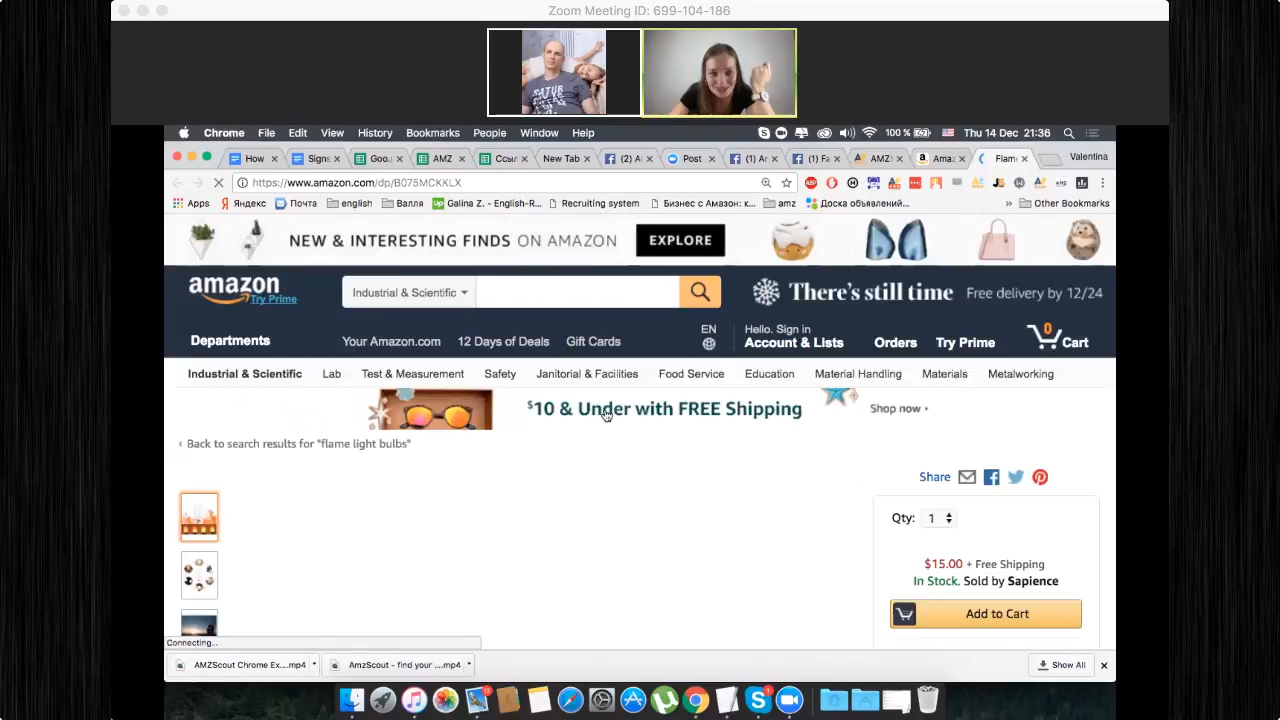 Zoom Meeting ID: 699-104-186
SATUR
Chrome File Edit View History Bookmarks People Window Help 100 % Thu 14 Dec 21:36
How Signs Goo AMZ Ссыл New Tab (2) A Post (1) Ar (1) Fa AMZ Amaz Flame Valentina
https://www.amazon.com/dp/B075MCKKLX
Apps Яндекс Почта english Валля Galina Z. - English-R... Recruiting system Бизнес с Амазон: к... amz Доска объявлений... » Other Bookmarks
NEW & INTERESTING FINDS ON AMAZON EXPLORE
amazon
Try Prime
Industrial & Scientific
There's still time Free delivery by 12/24
Departments
Your Amazon.com 12 Days of Deals Gift Cards
EN
Hello. Sign in
Account & Lists
Orders Try Prime
0
Cart
Industrial & Scientific Lab Test & Measurement Safety Janitorial & Facilities Food Service Education Material Handling Materials Metalworking
$10 & Under with FREE Shipping Shop now ›
‹ Back to search results for "flame light bulbs"
Share
Qty: 1
$15.00 + Free Shipping
In Stock. Sold by Sapience
Add to Cart
Connecting...
AMZScout Chrome Ex....mp4 AmzScout - find your ....mp4 Show All